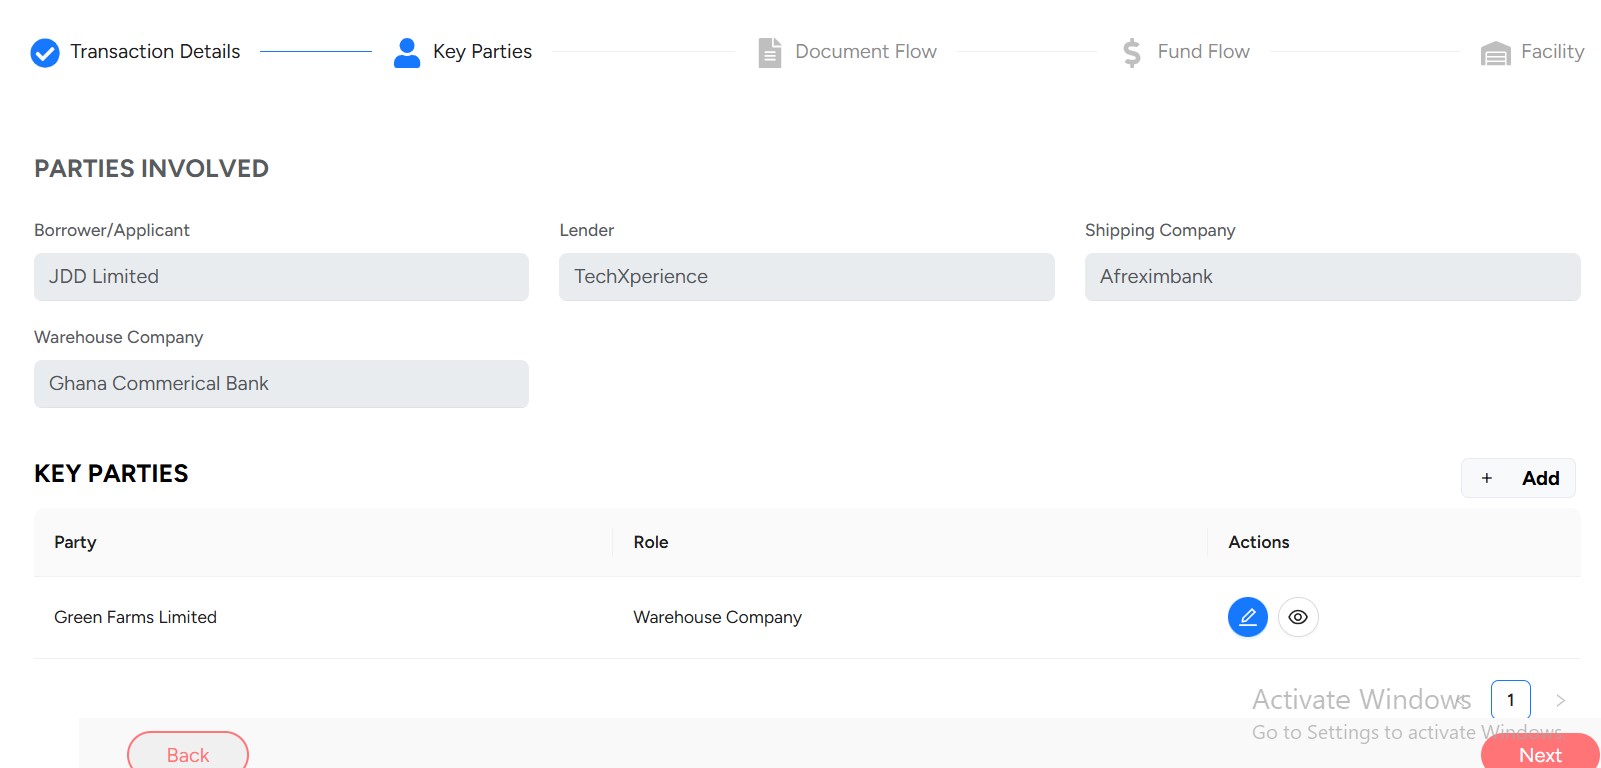 Transaction Details Key Parties Document Flow Fund Flow Facility
PARTIES INVOLVED
Borrower/Applicant Lender Shipping Company
JDD Limited TechXperience Afreximbank
Warehouse Company
Ghana Commerical Bank
KEY PARTIES + Add
Party Role Actions
Green Farms Limited Warehouse Company
Activate Windows 1 >
Go to Settings to activate Windows.
Back Next